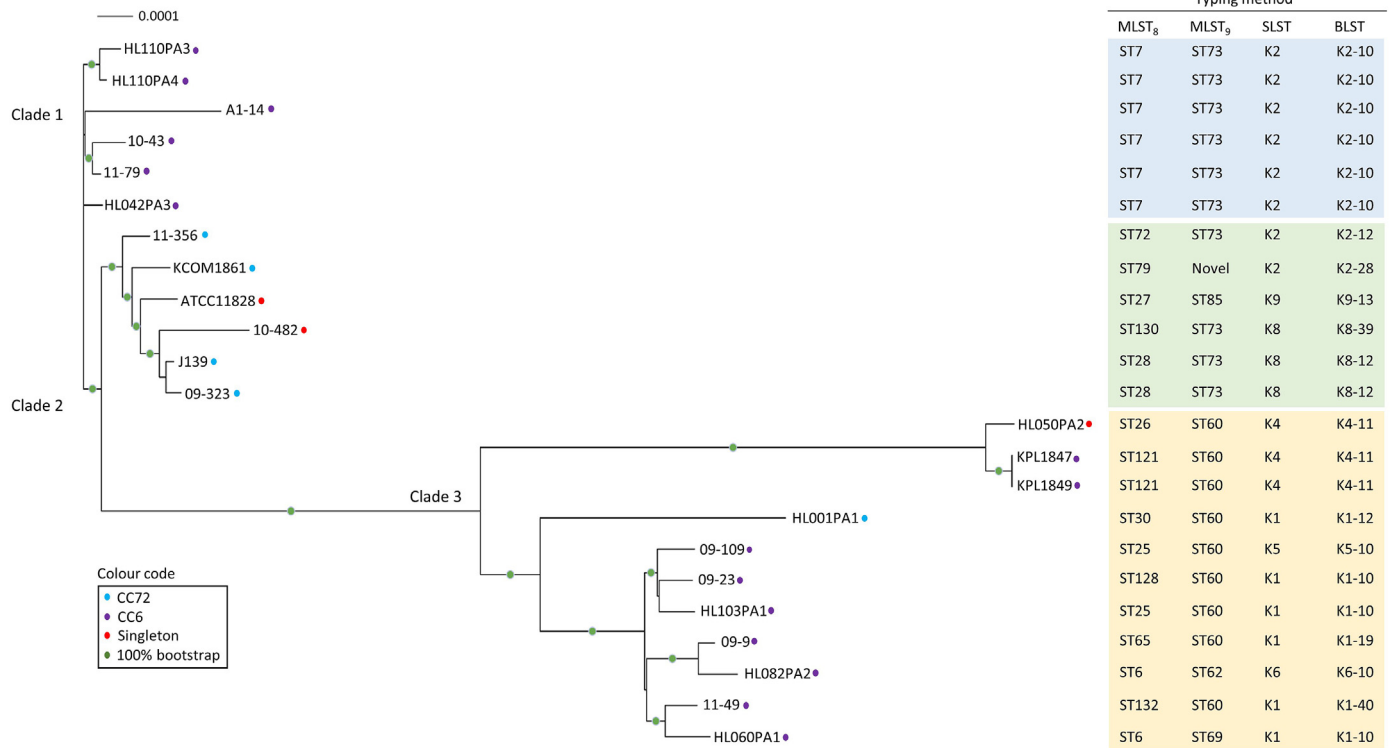 Typing method
0.0001
MLST8 MLST9 SLST BLST
HL110PA3 ST7 ST73 K2 K2-10
HL110PA4 ST7 ST73 K2 K2-10
Clade 1 A1-14 ST7 ST73 K2 K2-10
10-43 ST7 ST73 K2 K2-10
11-79 ST7 ST73 K2 K2-10
HL042PA3 ST7 ST73 K2 K2-10
11-356 ST72 ST73 K2 K2-12
KCOM1861 ST79 Novel K2 K2-28
ATCC11828 ST27 ST85 K9 K9-13
10-482 ST130 ST73 K8 K8-39
J139 ST28 ST73 K8 K8-12
09-323 ST28 ST73 K8 K8-12
Clade 2
HL050PA2 ST26 ST60 K4 K4-11
KPL1847 ST121 ST60 K4 K4-11
KPL1849 ST121 ST60 K4 K4-11
Clade 3
HL001PA1 ST30 ST60 K1 K1-12
09-109 ST25 ST60 K5 K5-10
09-23 ST128 ST60 K1 K1-10
HL103PA1 ST25 ST60 K1 K1-10
09-9 ST65 ST60 K1 K1-19
HL082PA2 ST6 ST62 K6 K6-10
11-49 ST132 ST60 K1 K1-40
HL060PA1 ST6 ST69 K1 K1-10
Colour code
CC72
CC6
Singleton
100% bootstrap